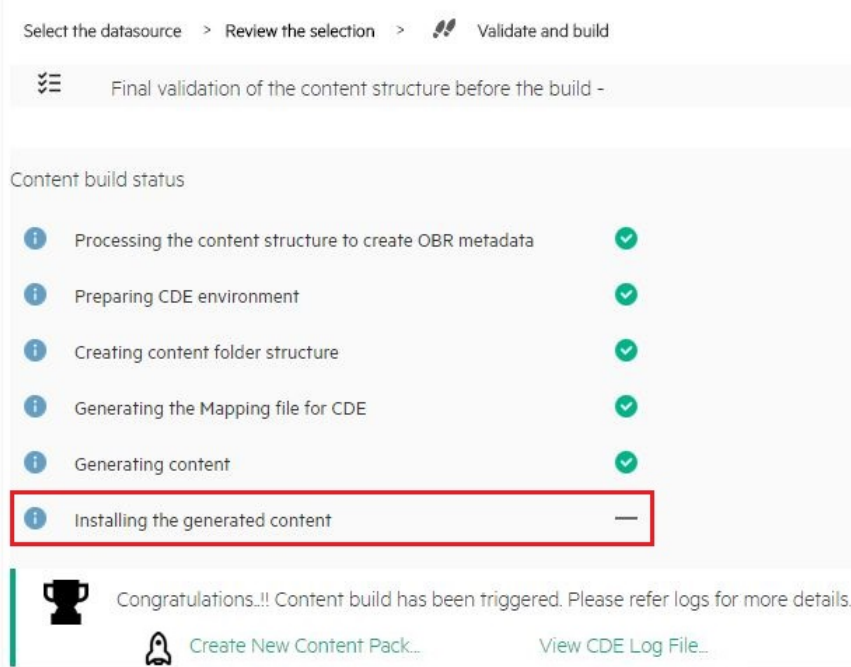 Select the datasource > Review the selection > Validate and build
Final validation of the content structure before the build -
Content build status
Processing the content structure to create OBR metadata
Preparing CDE environment
Creating content folder structure
Generating the Mapping file for CDE
Generating content
Installing the generated content
Congratulations..!! Content build has been triggered. Please refer logs for more details.
Create New Content Pack... View CDE Log File...